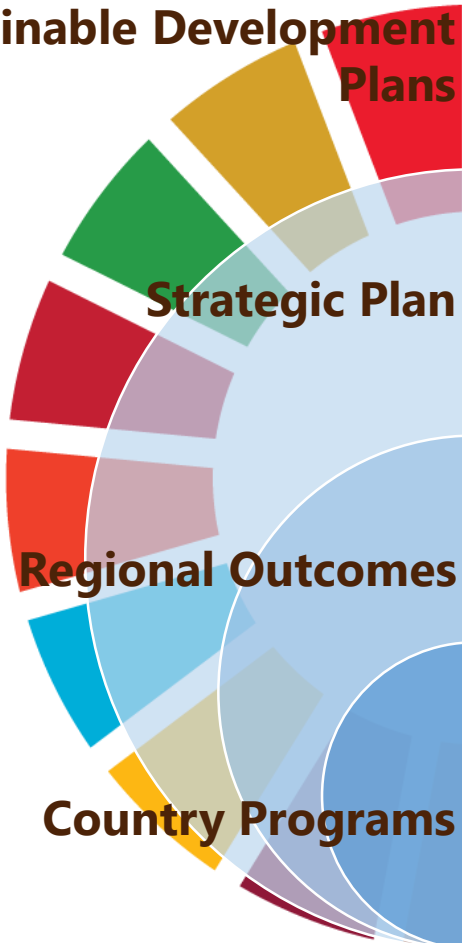 inable Development
Plans
Strategic Plan
Regional Outcomes
Country Programs